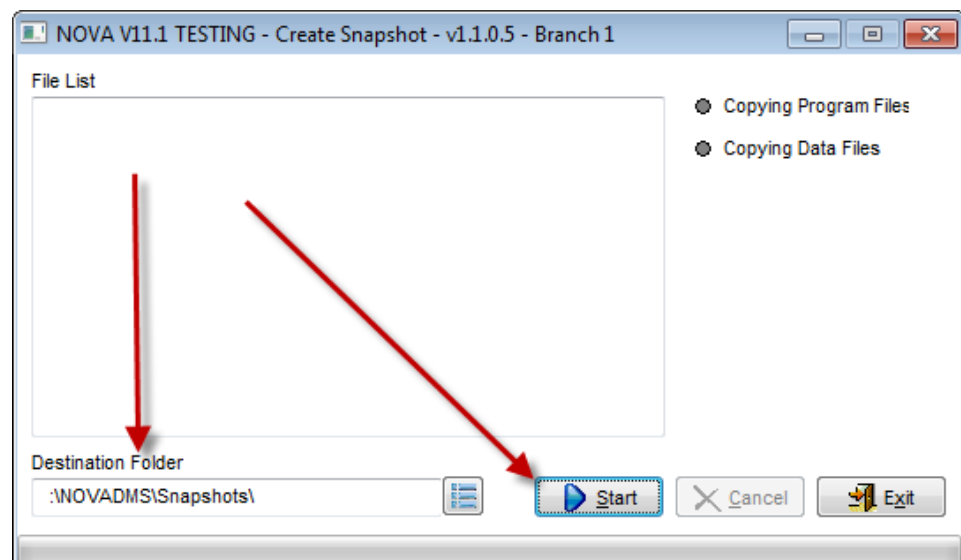 NOVA V11.1 TESTING - Create Snapshot - v1.1.0.5 - Branch 1
File List
Copying Program Files
Copying Data Files
Destination Folder
:\NOVADMS\Snapshots\
Start
Cancel
Exit